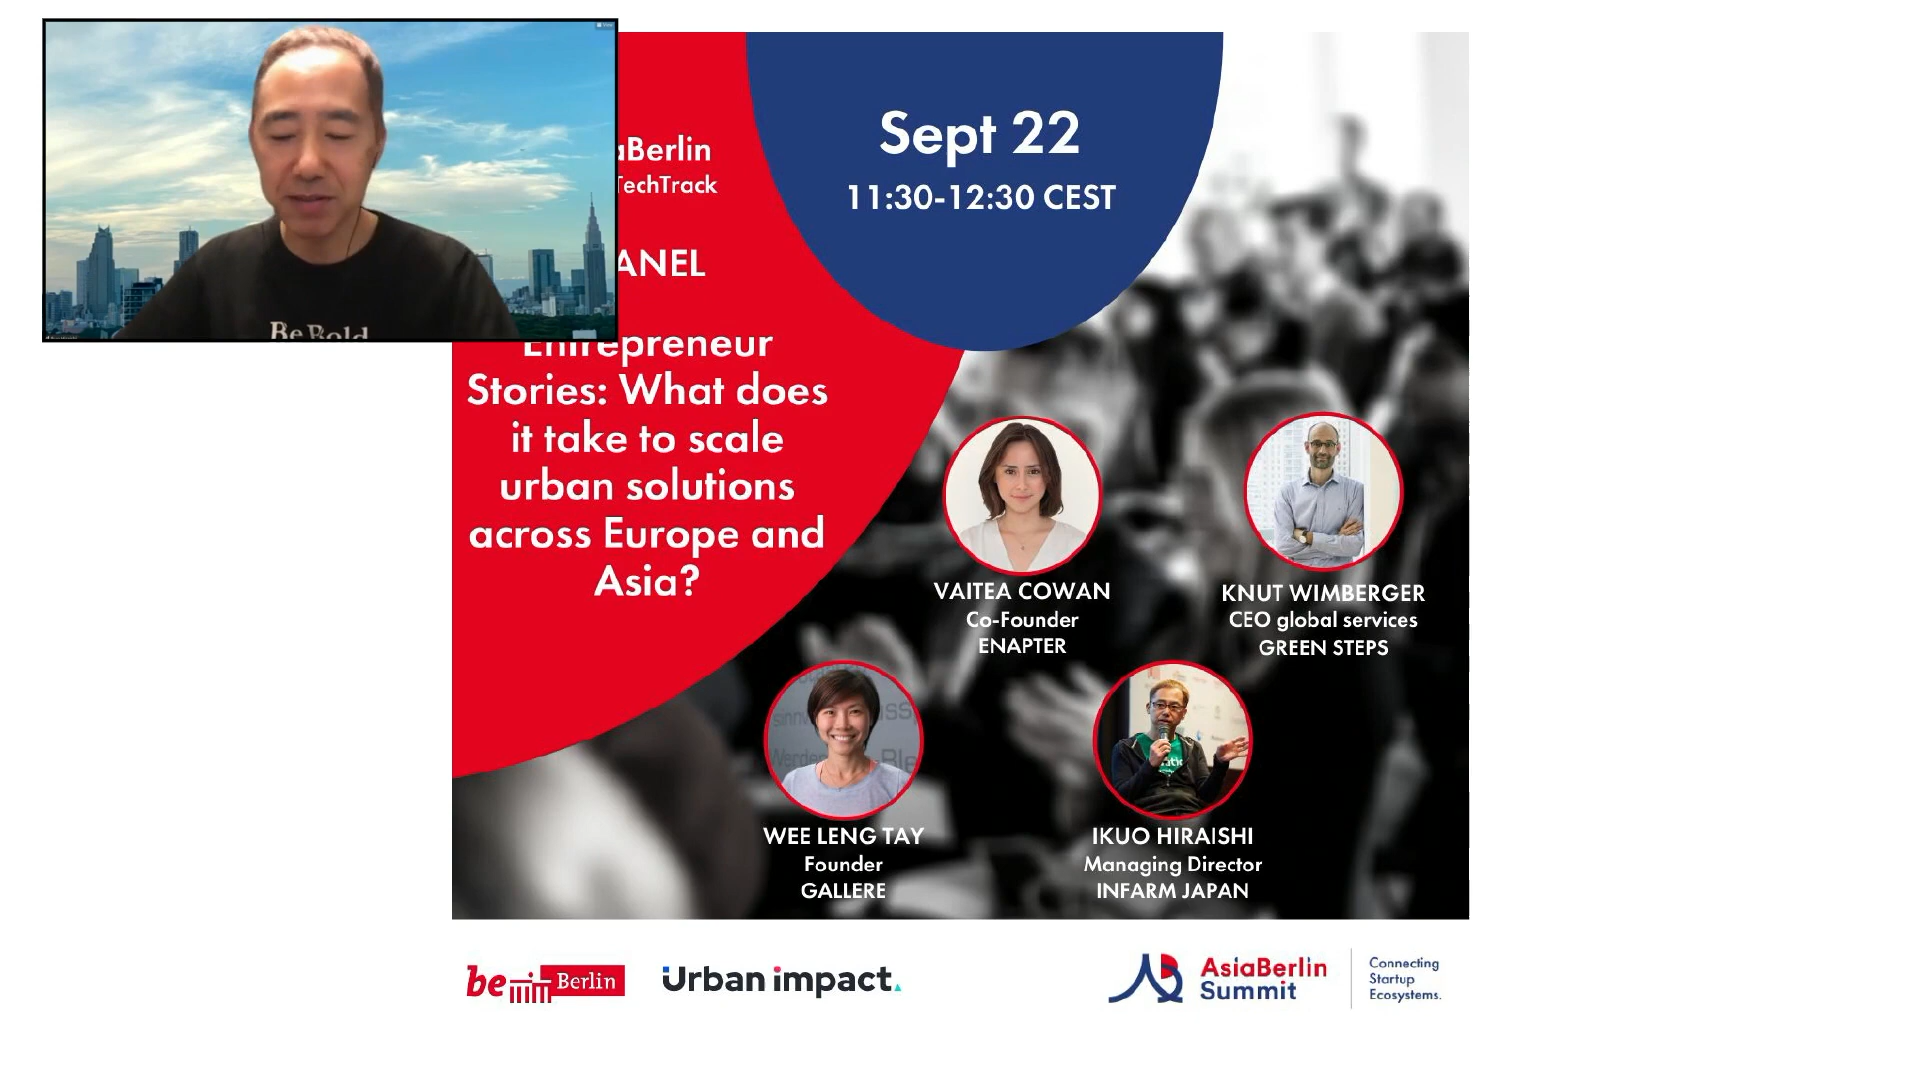 Be Bold
aBerlin
TechTrack
ANEL
Entrepreneur
Stories: What does
it take to scale
urban solutions
across Europe and
Asia?
Sept 22
11:30-12:30 CEST
VAITEA COWAN
Co-Founder
ENAPTER
KNUT WIMBERGER
CEO global services
GREEN STEPS
WEE LENG TAY
Founder
GALLERE
IKUO HIRAISHI
Managing Director
INFARM JAPAN
be Berlin
Urban impact.
AsiaBerlin
Summit
Connecting
Startup
Ecosystems.